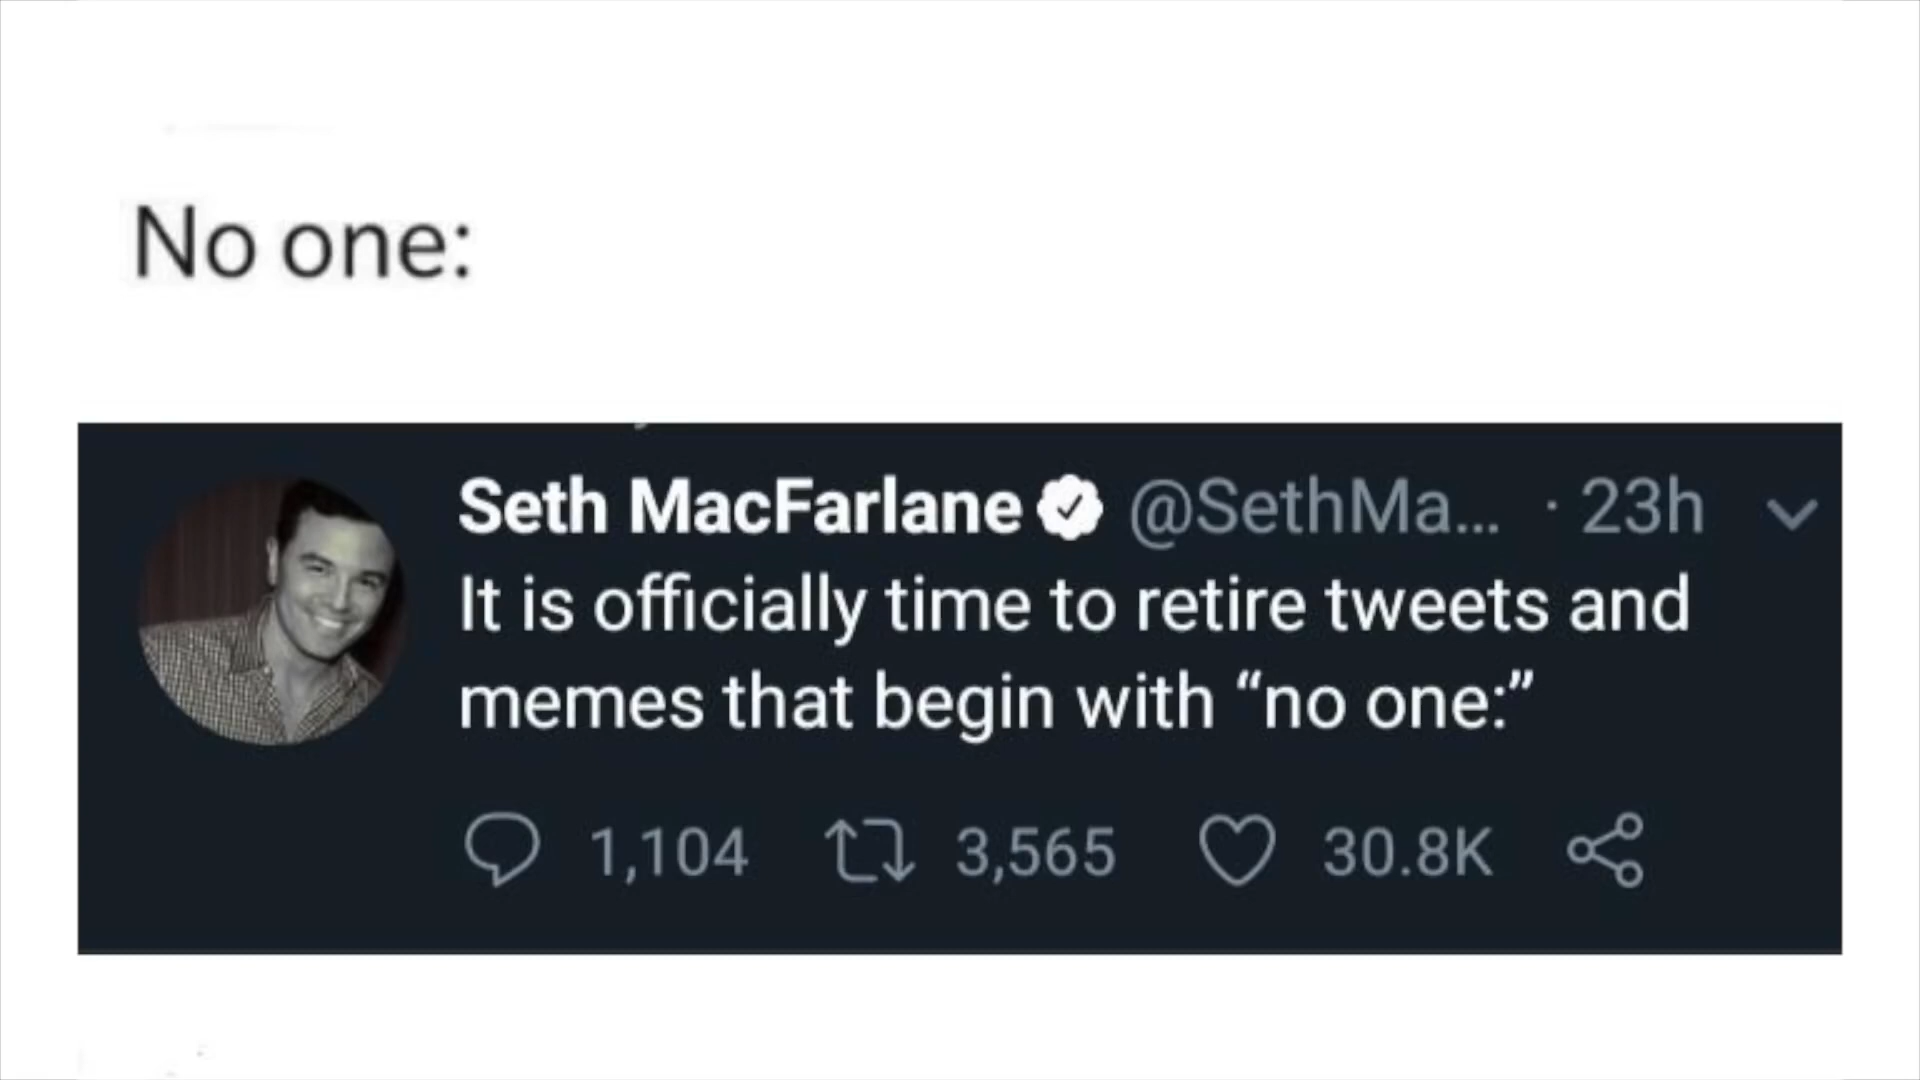 No one:
Seth MacFarlane @SethMa... · 23h
It is officially time to retire tweets and
memes that begin with “no one:”
1,104 3,565 30.8K